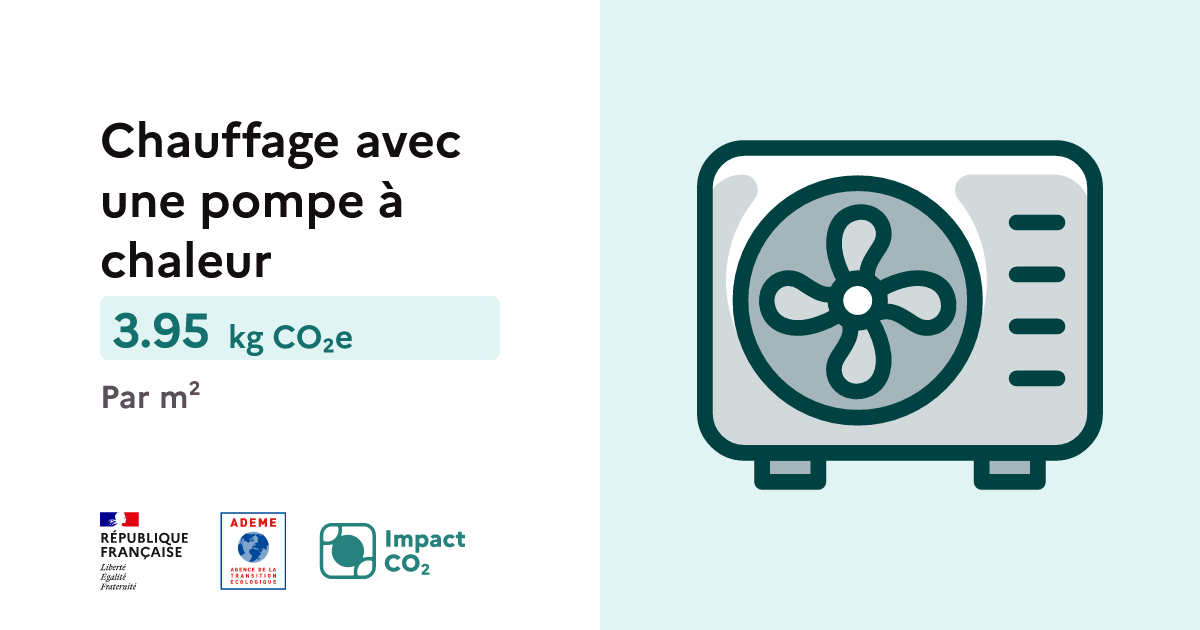 Chauffage avec
une pompe à
chaleur
3.95 kg CO₂e
Par m²
RÉPUBLIQUE
FRANÇAISE
Liberté
Égalité
Fraternité
ADEME
AGENCE DE LA
TRANSITION
ÉCOLOGIQUE
Impact
CO₂